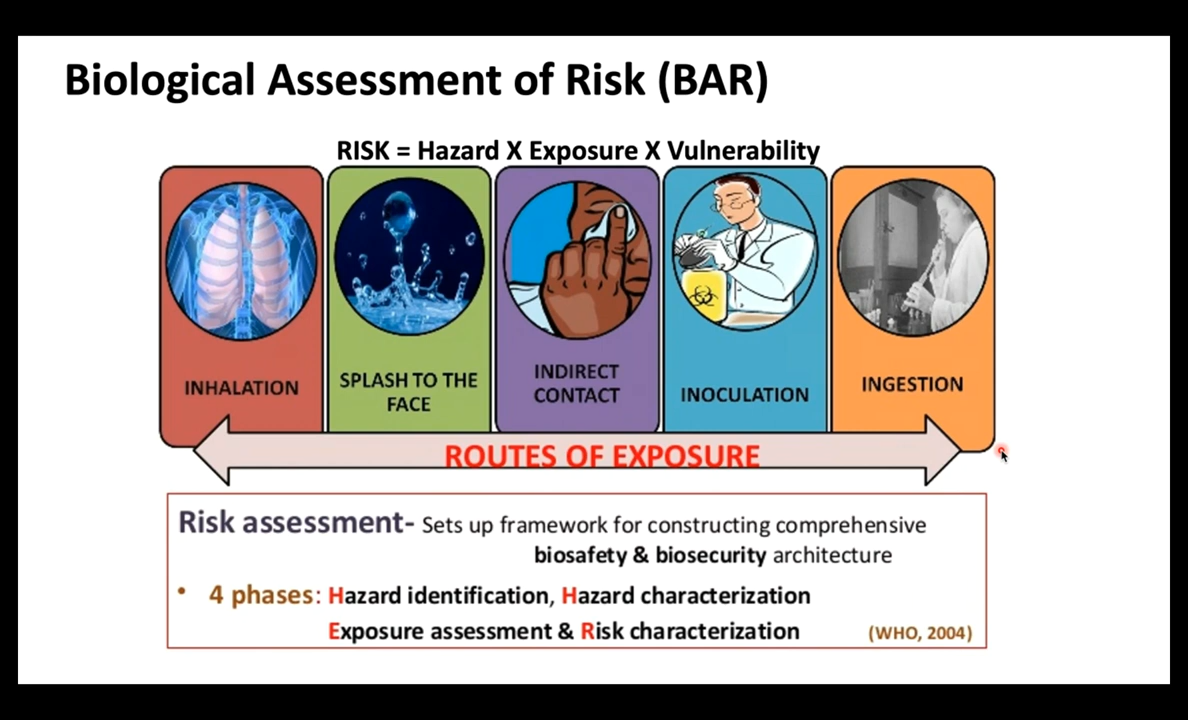 Biological Assessment of Risk (BAR)
RISK = Hazard X Exposure X Vulnerability
INHALATION
SPLASH TO THE
FACE
INDIRECT
CONTACT
INOCULATION
INGESTION
ROUTES OF EXPOSURE
Risk assessment- Sets up framework for constructing comprehensive
biosafety & biosecurity architecture
• 4 phases: Hazard identification, Hazard characterization
Exposure assessment & Risk characterization (WHO, 2004)